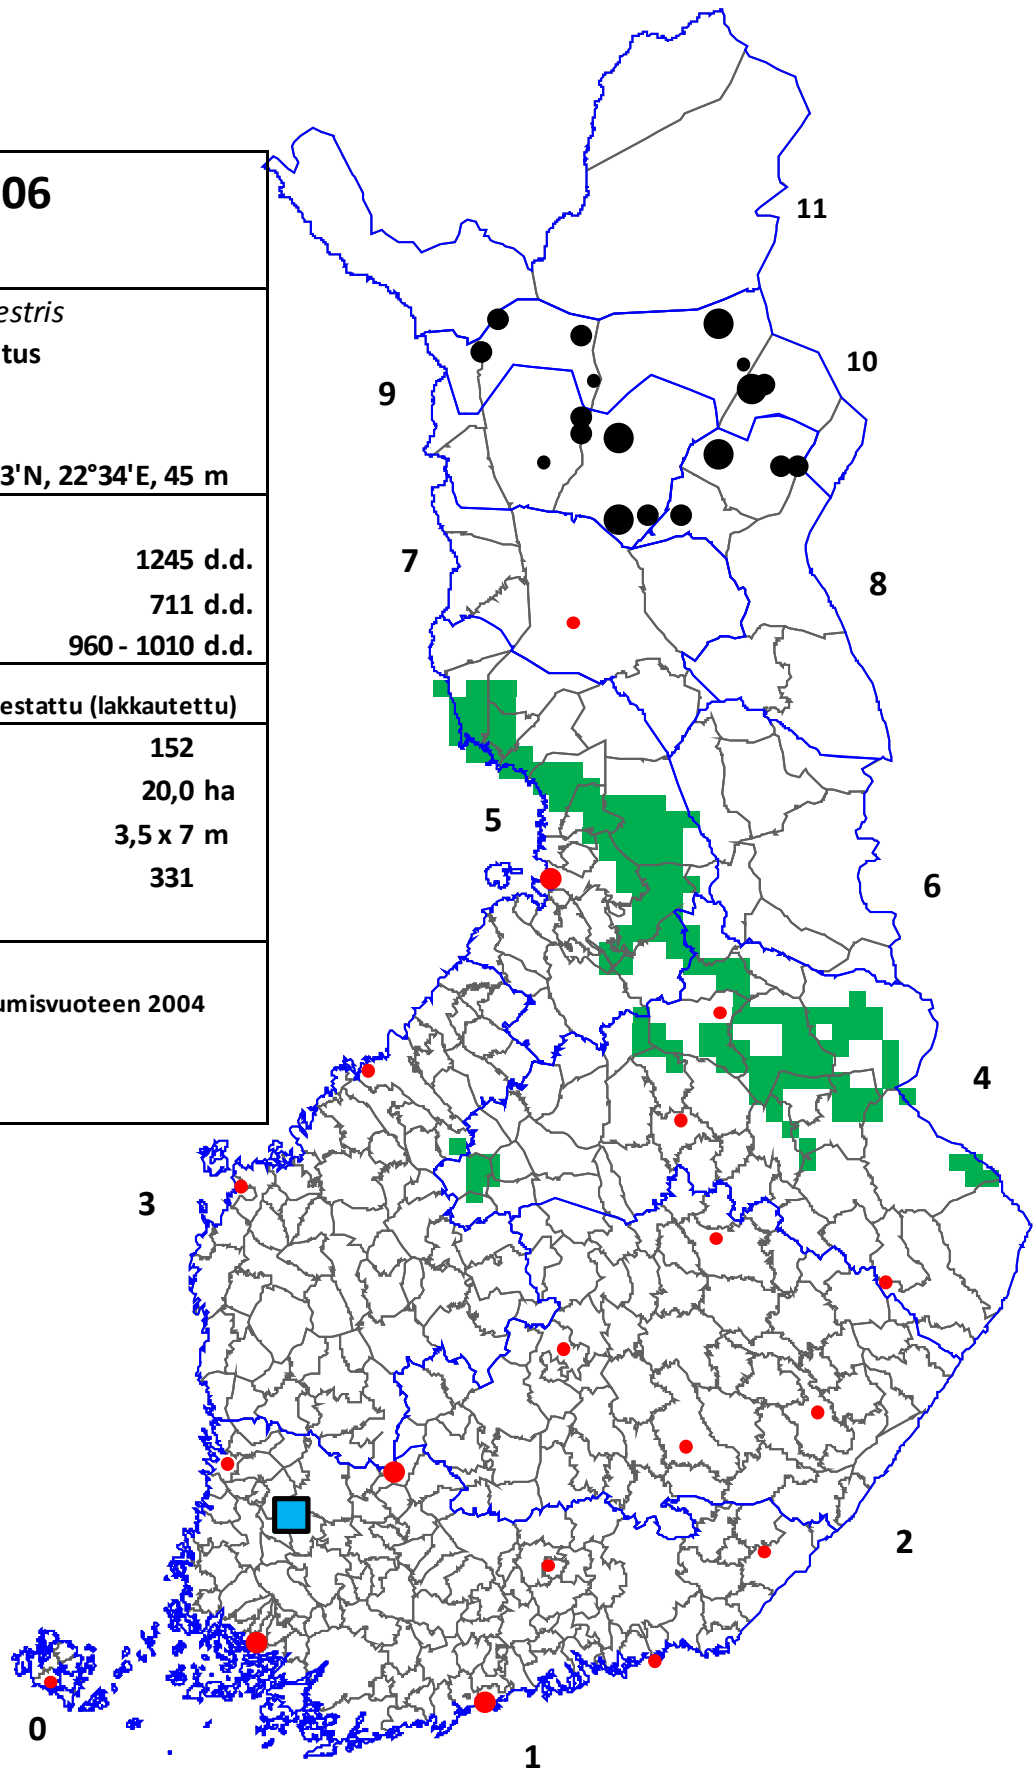 06
estris
tus
3'N, 22°34'E, 45 m
1245 d.d.
711 d.d.
960 - 1010 d.d.
estattu (lakkautettu)
152
20,0 ha
3,5 x 7 m
331
umisvuoteen 2004
11
10
9
7
8
5
6
4
3
2
0
1